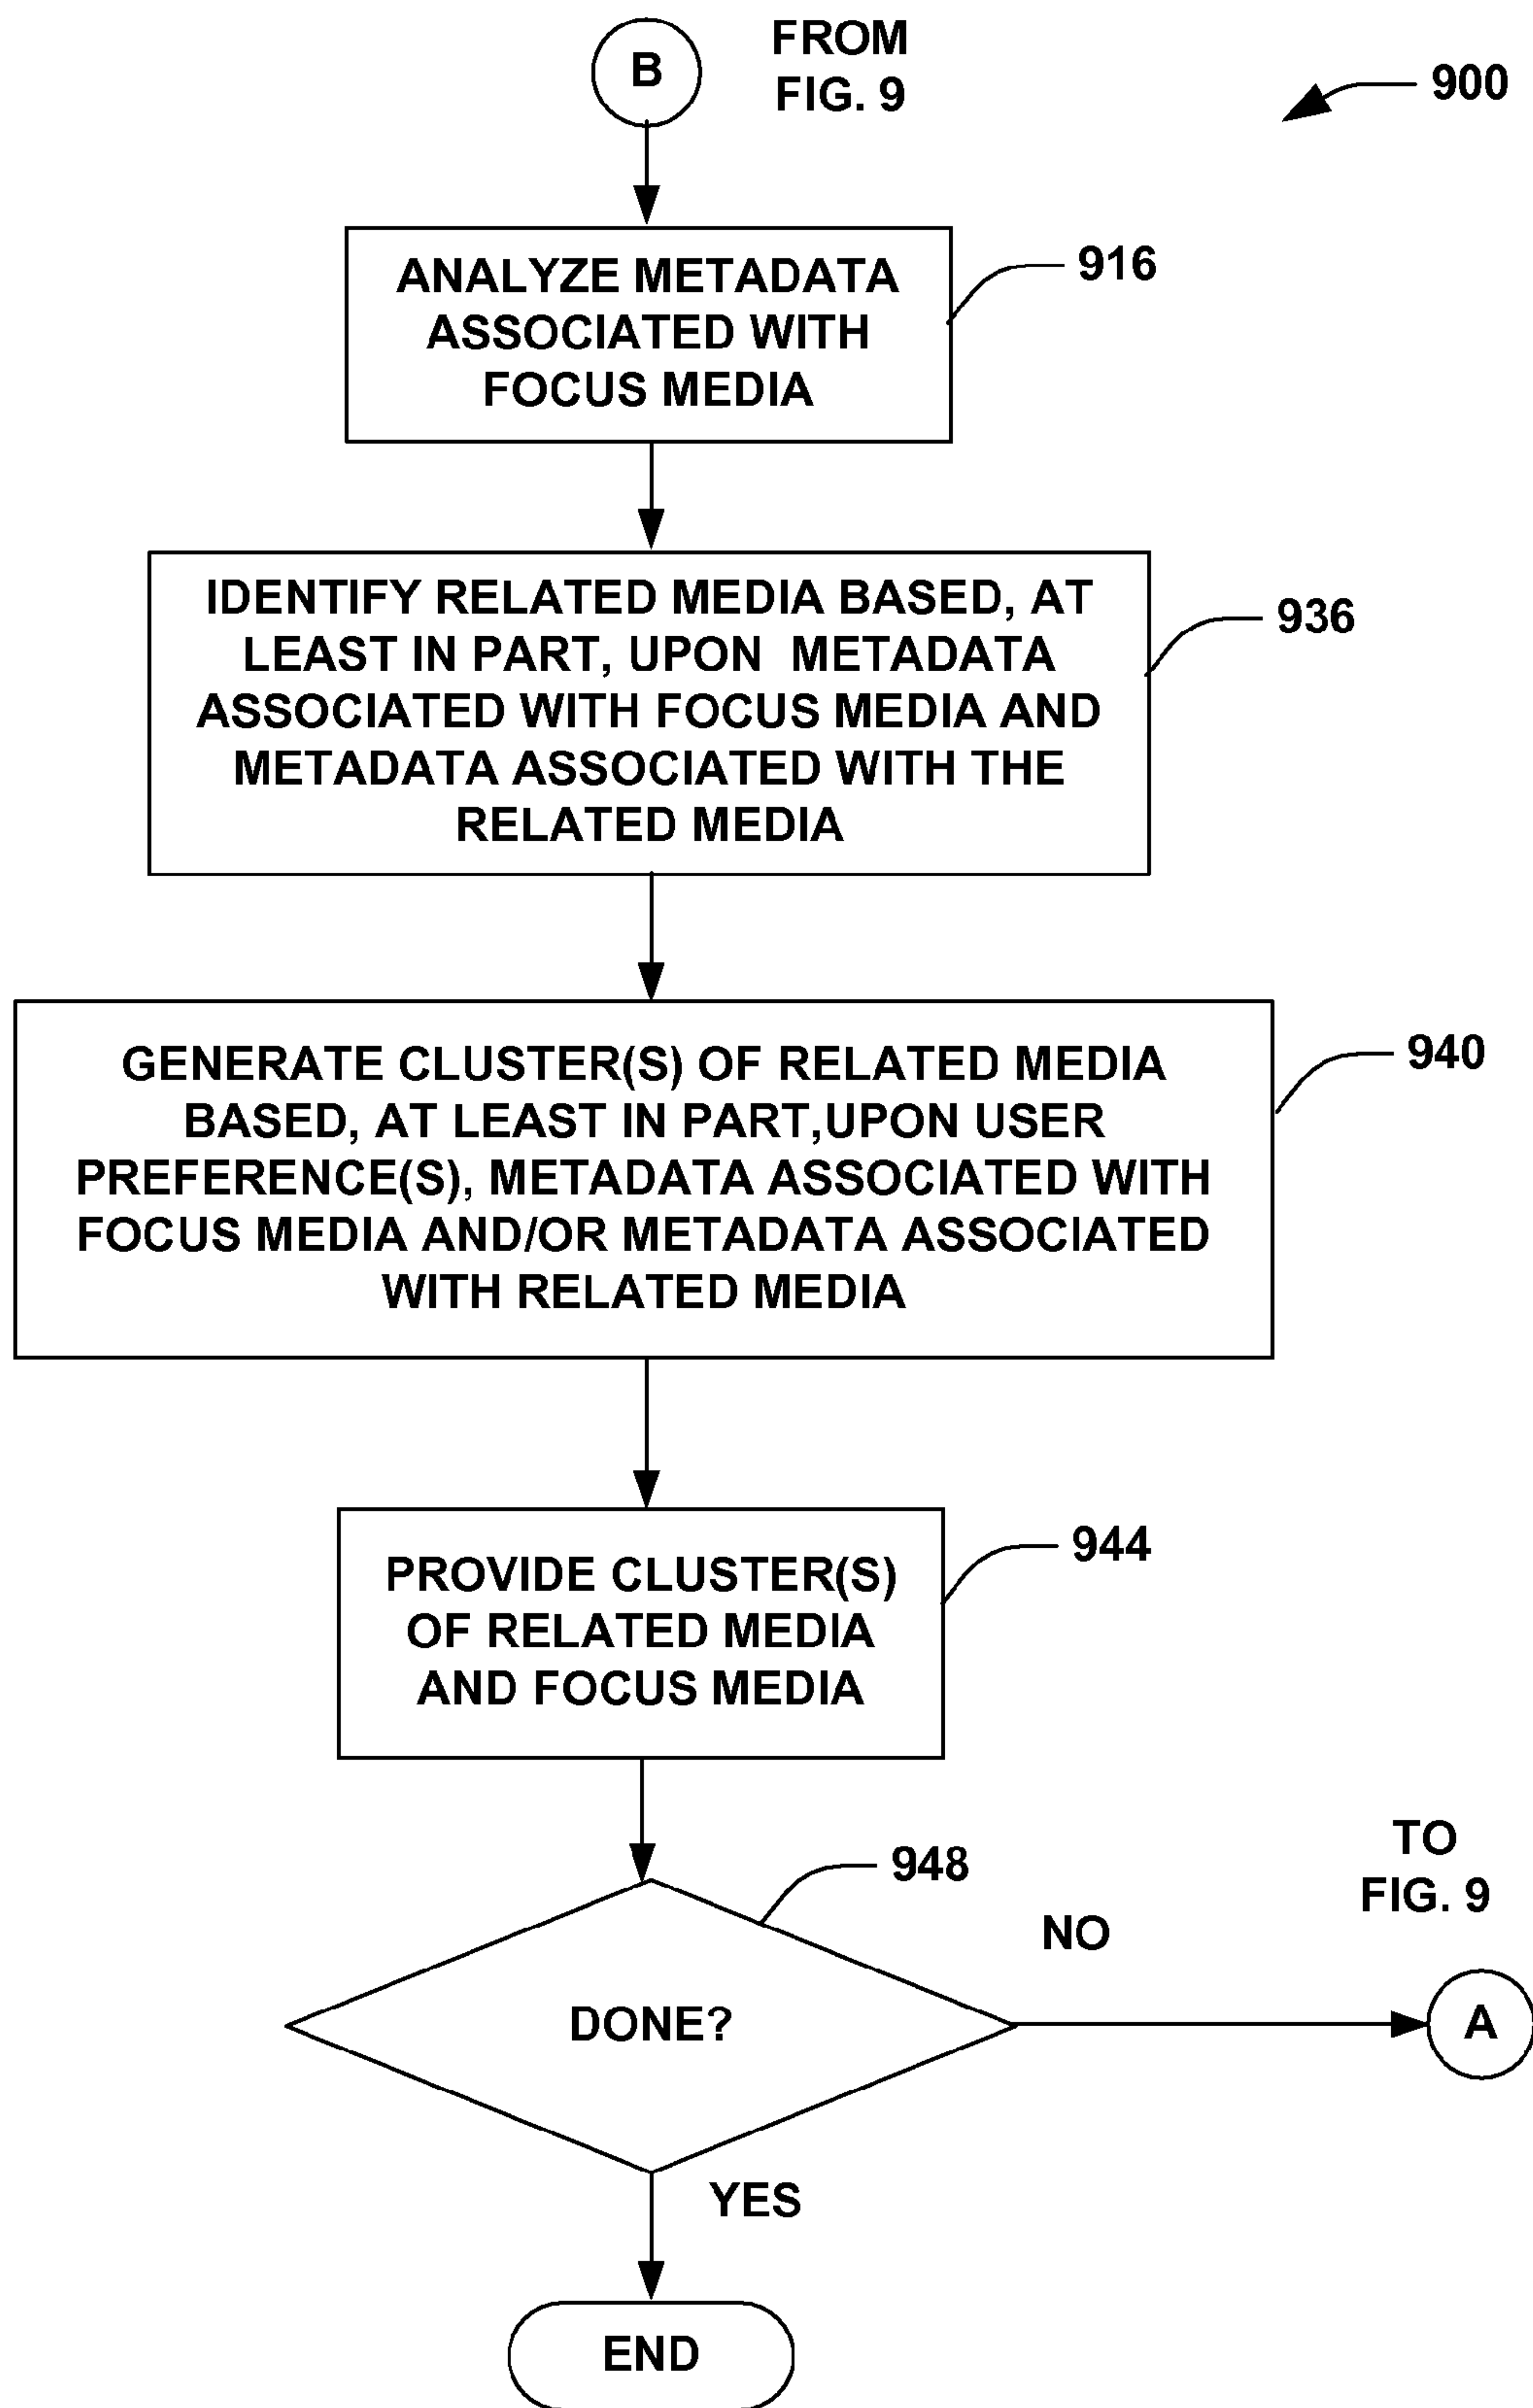 B
FROM
FIG. 9
900
ANALYZE METADATA
ASSOCIATED WITH
FOCUS MEDIA
916
IDENTIFY RELATED MEDIA BASED, AT
LEAST IN PART, UPON METADATA
ASSOCIATED WITH FOCUS MEDIA AND
METADATA ASSOCIATED WITH THE
RELATED MEDIA
936
GENERATE CLUSTER(S) OF RELATED MEDIA
BASED, AT LEAST IN PART,UPON USER
PREFERENCE(S), METADATA ASSOCIATED WITH
FOCUS MEDIA AND/OR METADATA ASSOCIATED
WITH RELATED MEDIA
940
PROVIDE CLUSTER(S)
OF RELATED MEDIA
AND FOCUS MEDIA
944
948
TO
FIG. 9
NO
DONE?
A
YES
END